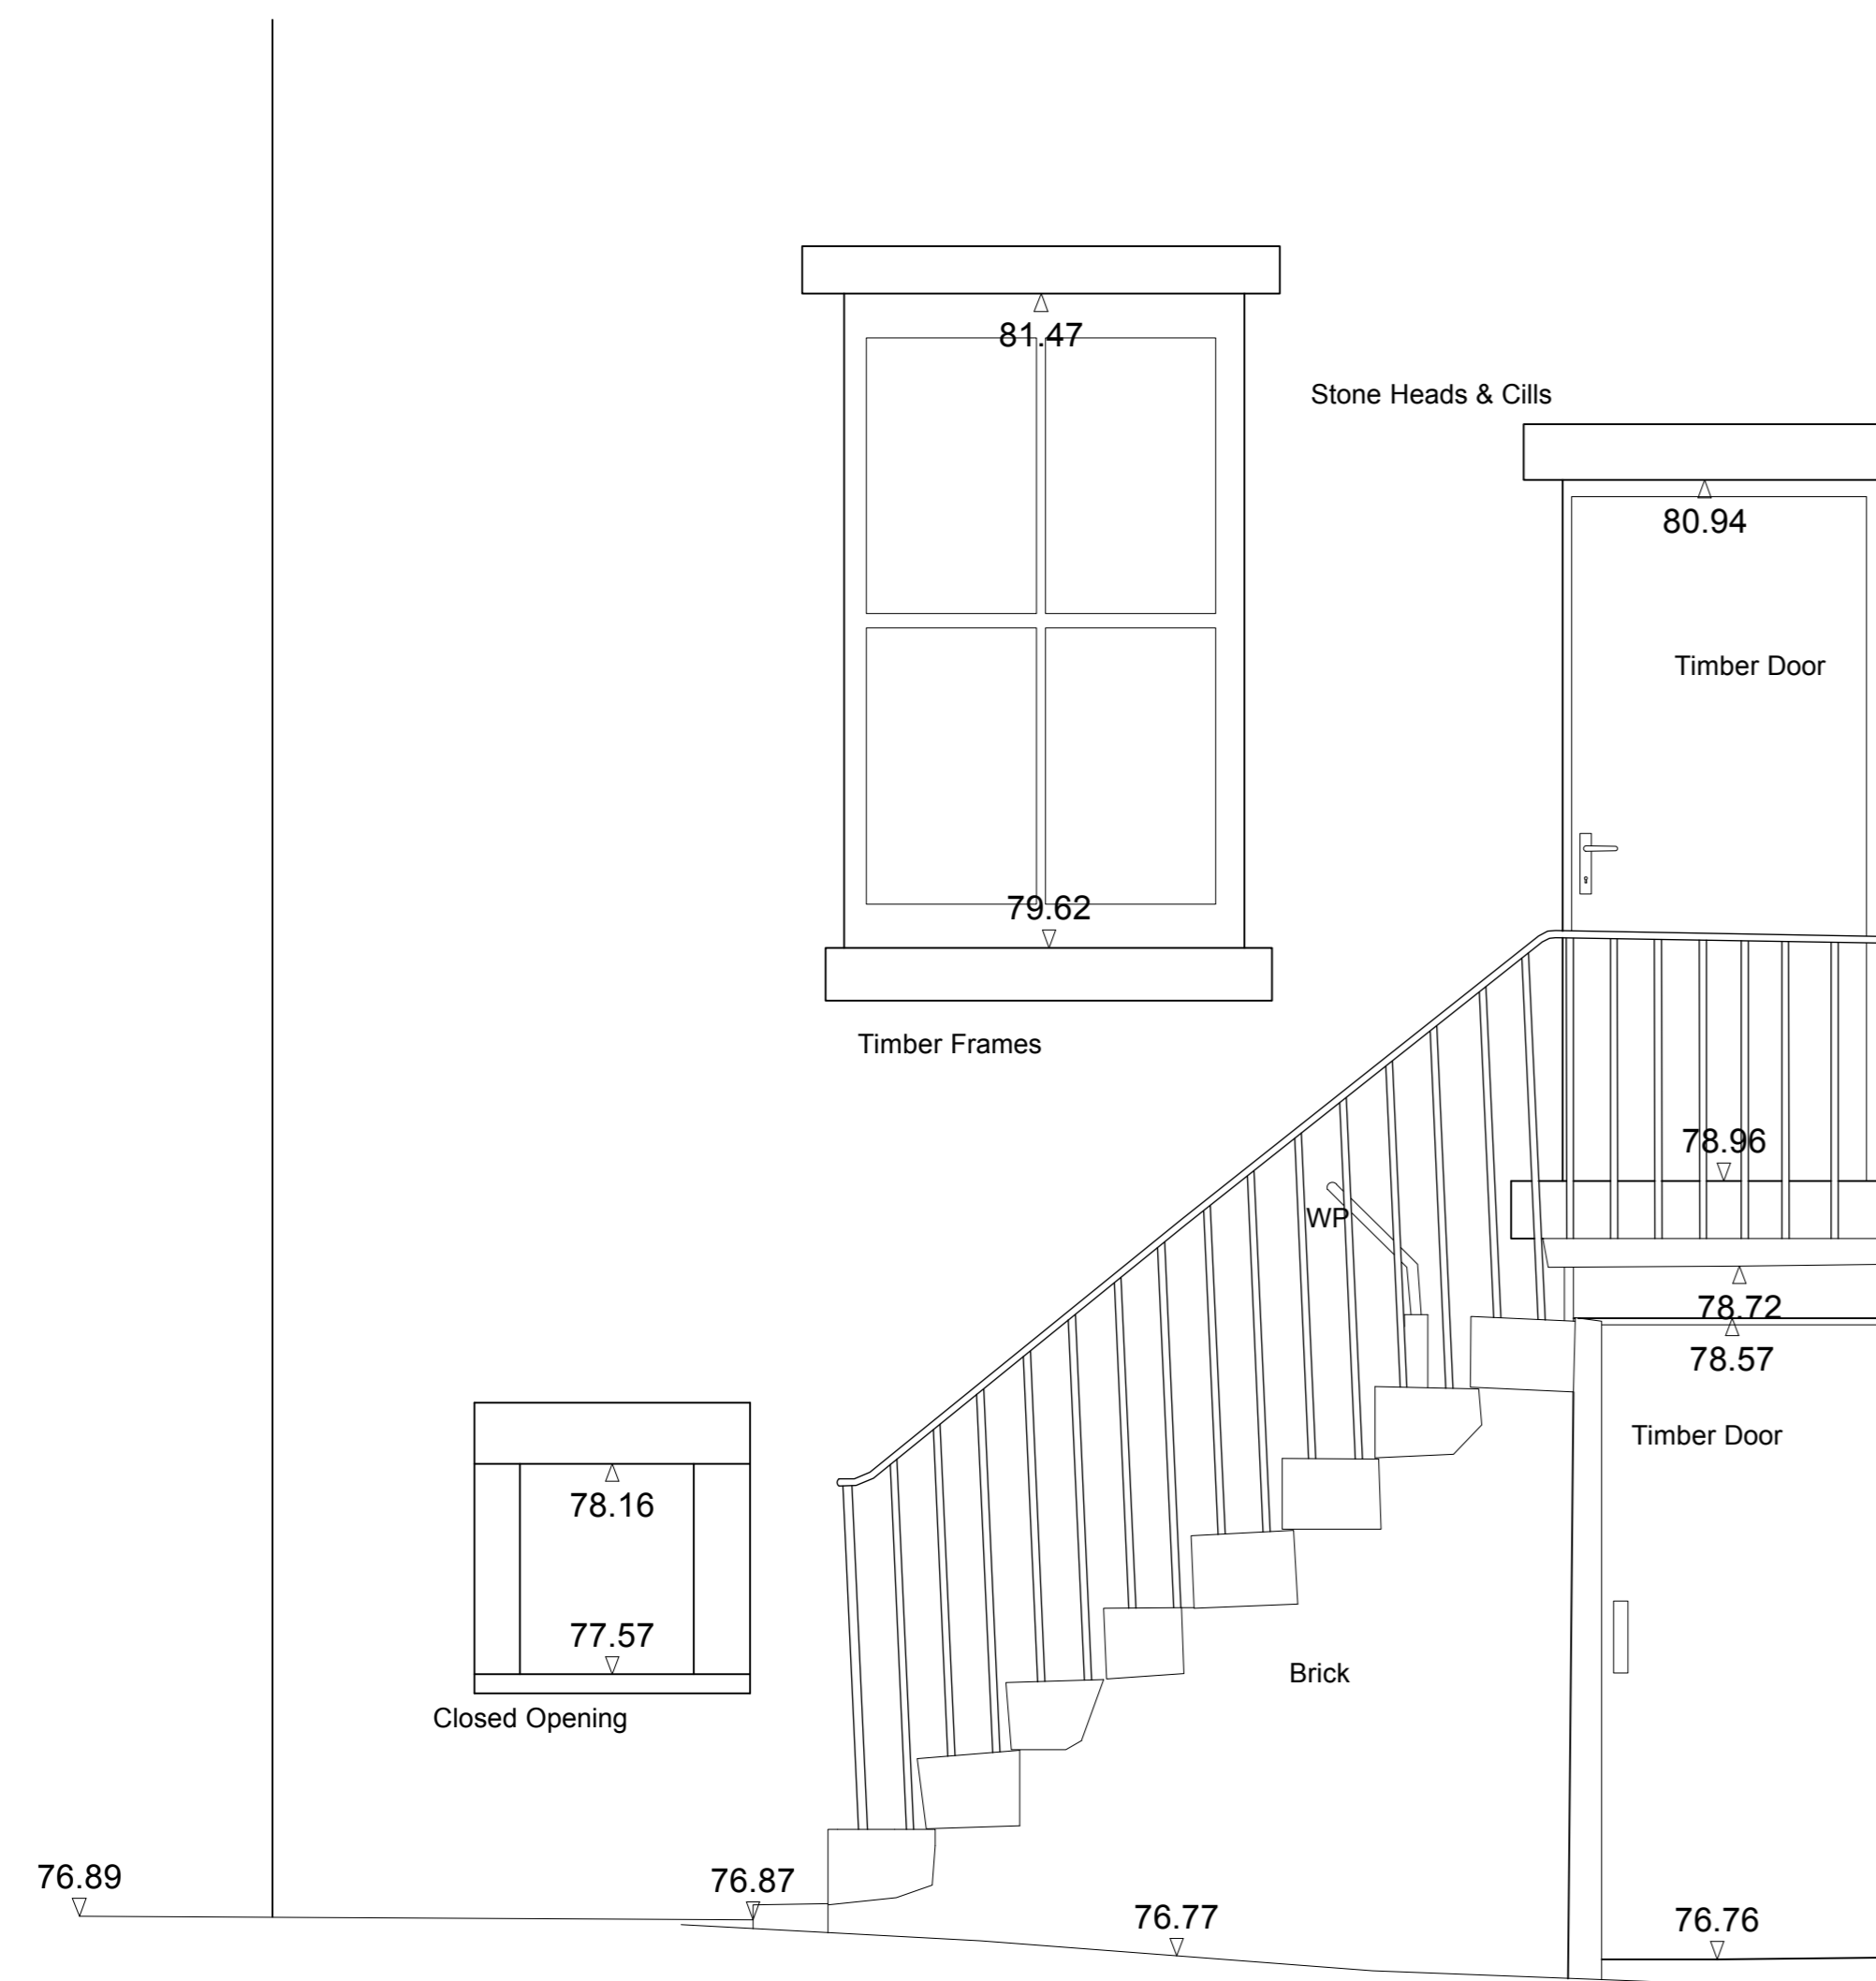 81.47
Stone Heads & Cills
80.94
Timber Door
79.62
Timber Frames
78.96
WP
78.72
78.57
Timber Door
78.16
77.57
Brick
Closed Opening
76.89
76.87
76.77
76.76